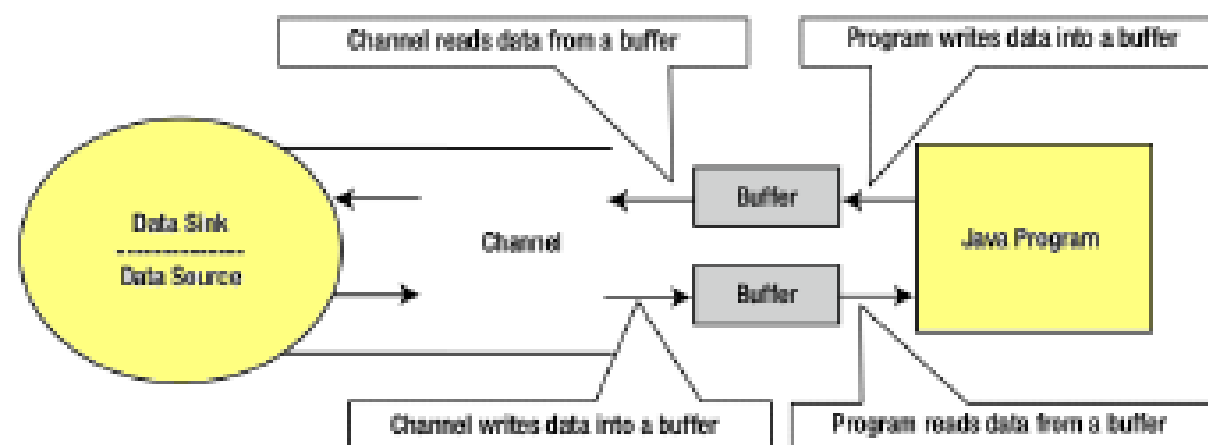 Channel reads data from a buffer
Program writes data into a buffer
Data Sink
Data Source
Channel
Buffer
Java Program
Buffer
Channel writes data into a buffer
Program reads data from a buffer